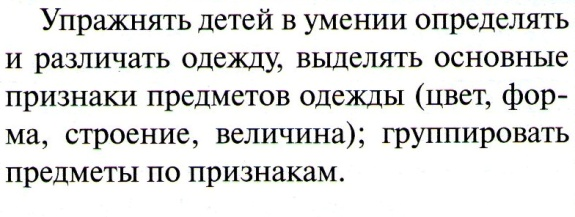 Упражнять детей в умении определять
и различать одежду, выделять основные
признаки предметов одежды (цвет, фор-
ма, строение, величина); группировать
предметы по признакам.